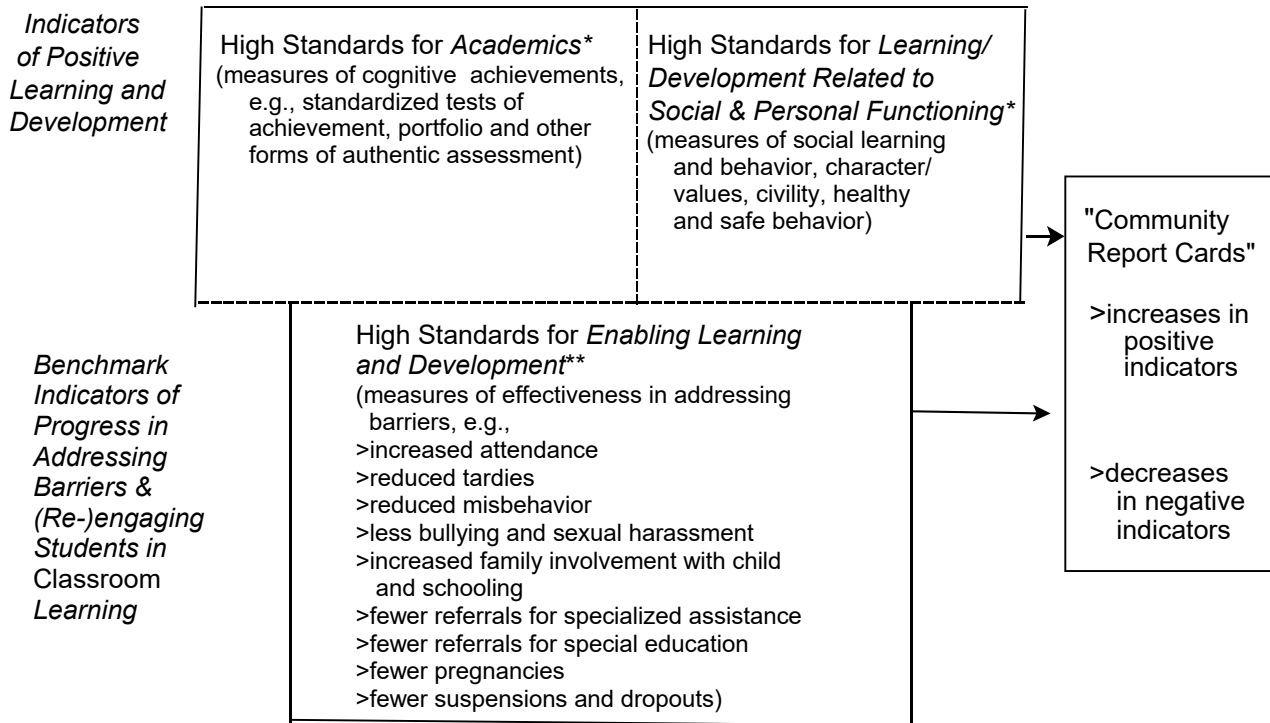 Indicators
of Positive
Learning and
Development
High Standards for Academics*
(measures of cognitive achievements,
e.g., standardized tests of
achievement, portfolio and other
forms of authentic assessment)
High Standards for Learning/
Development Related to
Social & Personal Functioning*
(measures of social learning
and behavior, character/
values, civility, healthy
and safe behavior)
"Community
Report Cards"
>increases in
positive
indicators
>decreases
in negative
indicators
Benchmark
Indicators of
Progress in
Addressing
Barriers &
(Re-)engaging
Students in
Classroom
Learning
High Standards for Enabling Learning
and Development**
(measures of effectiveness in addressing
barriers, e.g.,
>increased attendance
>reduced tardies
>reduced misbehavior
>less bullying and sexual harassment
>increased family involvement with child
and schooling
>fewer referrals for specialized assistance
>fewer referrals for special education
>fewer pregnancies
>fewer suspensions and dropouts)